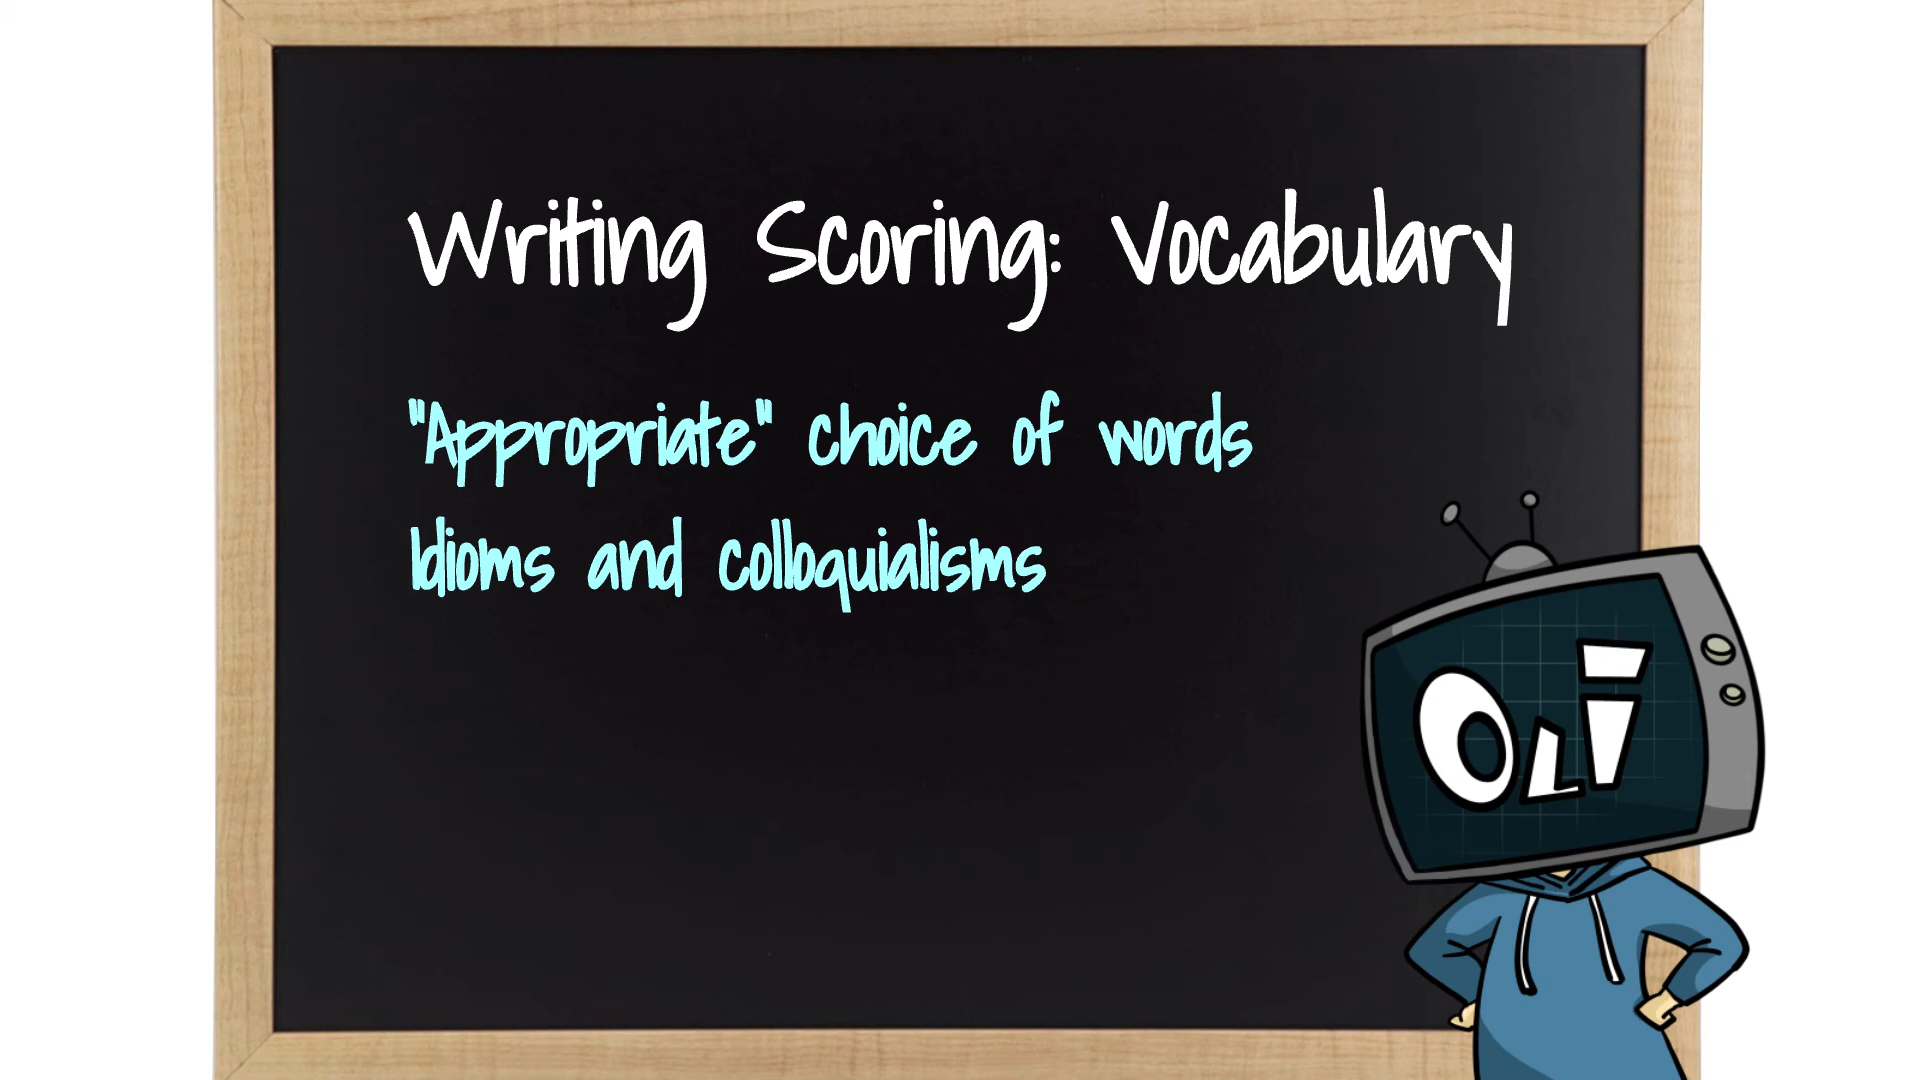 Writing Scoring: Vocabulary
"Appropriate" choice of words
Idioms and colloquialisms
OLI